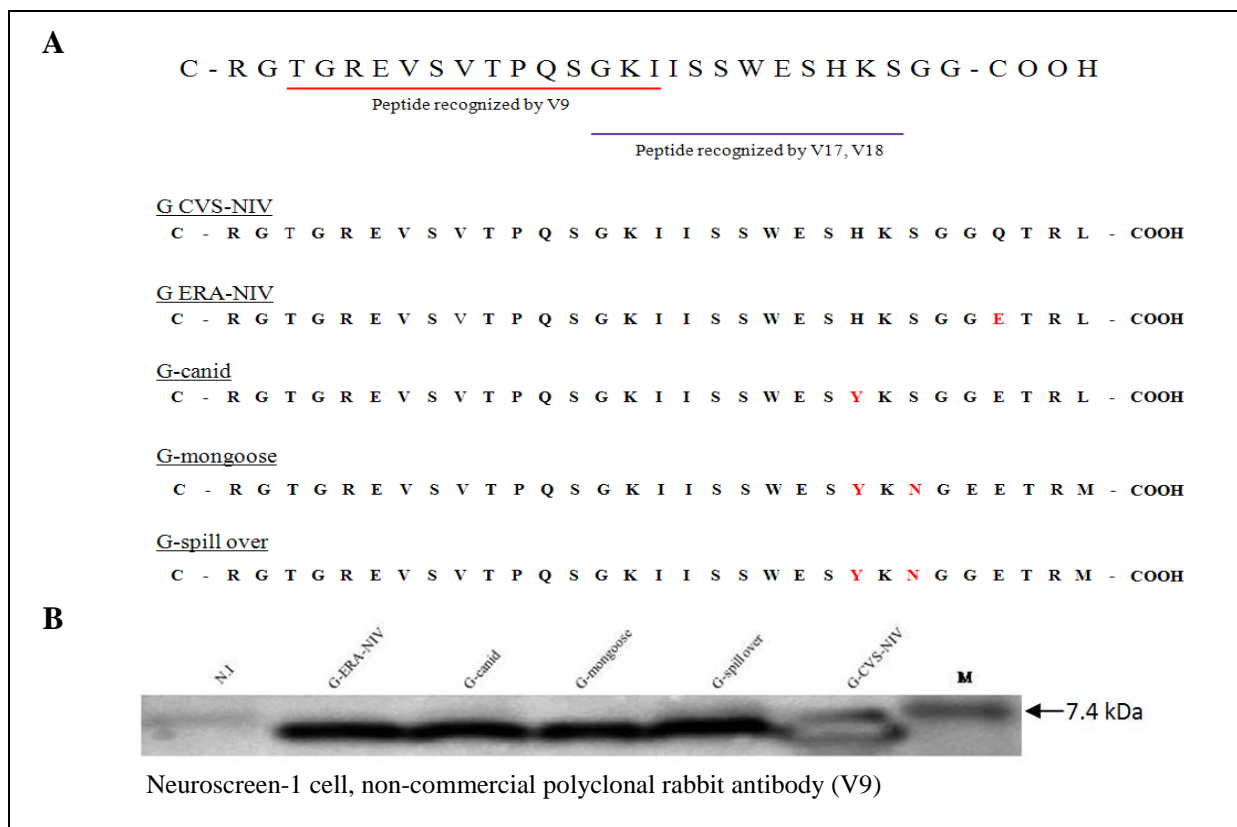 A
C - R G T G R E V S V T P Q S G K I I S S W E S H K S G G - C O O H
Peptide recognized by V9
Peptide recognized by V17, V18
G CVS-NIV
C - R G T G R E V S V T P Q S G K I I S S W E S H K S G G Q T R L - COOH
G ERA-NIV
C - R G T G R E V S V T P Q S G K I I S S W E S H K S G G E T R L - COOH
G-canid
C - R G T G R E V S V T P Q S G K I I S S W E S Y K S G G E T R L - COOH
G-mongoose
C - R G T G R E V S V T P Q S G K I I S S W E S Y K N G E E T R M - COOH
G-spill over
C - R G T G R E V S V T P Q S G K I I S S W E S Y K N G G E T R M - COOH
B
N.I G-ERA-NIV G-canid G-mongoose G-spill over G-CVS-NIV M
7.4 kDa
Neuroscreen-1 cell, non-commercial polyclonal rabbit antibody (V9)